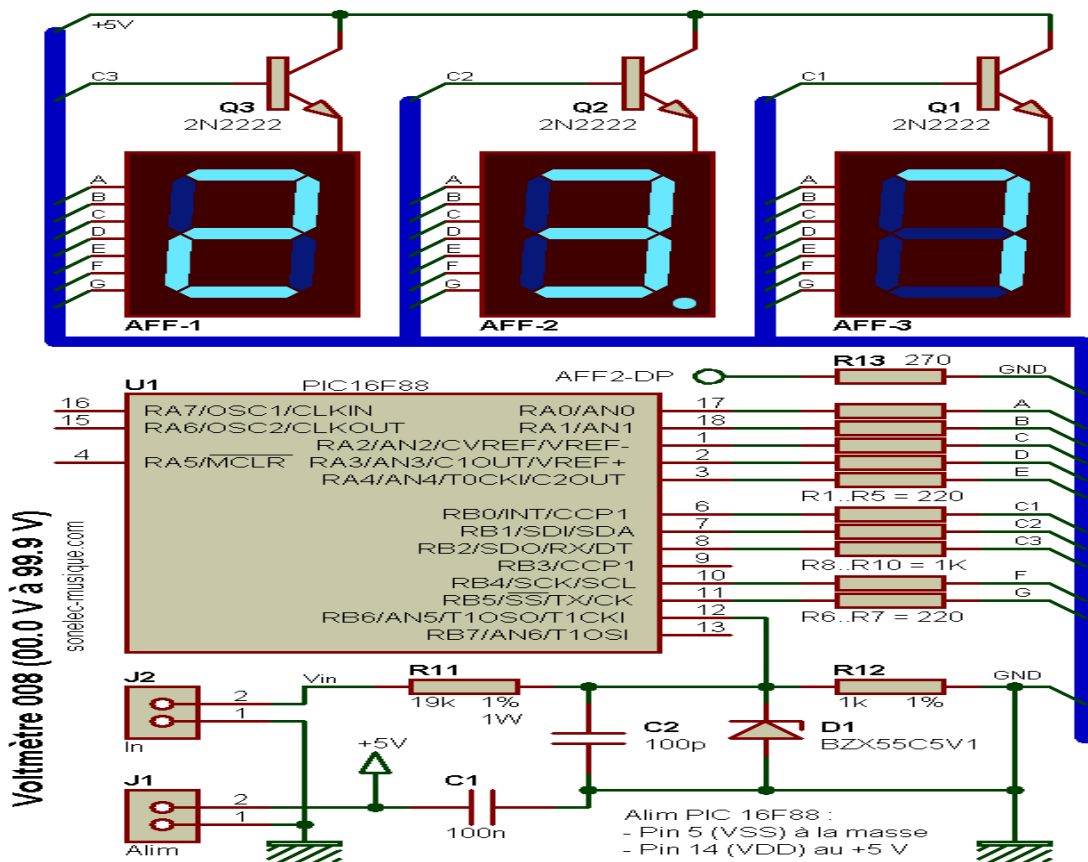 +5V
C3
C2
C1
Q3
2N2222
Q2
2N2222
Q1
2N2222
A
B
C
D
E
F
G
A
B
C
D
E
F
G
A
B
C
D
E
F
G
AFF-1
AFF-2
AFF-3
U1
PIC16F88
AFF2-DP
R13 270
GND
16 RA7/OSC1/CLKIN
15 RA6/OSC2/CLKOUT
4 RA5/MCLR
RA0/AN0 17 A
RA1/AN1 18 B
RA2/AN2/CVREF/VREF- 1 C
RA3/AN3/C1OUT/VREF+ 2 D
RA4/AN4/T0CKI/C2OUT 3 E
R1..R5 = 220
RB0/INT/CCP1 6 C1
RB1/SDI/SDA 7 C2
RB2/SDO/RX/DT 8 C3
RB3/CCP1 9
R8..R10 = 1K
RB4/SCK/SCL 10 F
RB5/SS/TX/CK 11 G
R6..R7 = 220
RB6/AN5/T1OSO/T1CKI 12
RB7/AN6/T1OSI 13
Voltmètre 008 (00.0 V à 99.9 V)
sonelec-musique.com
J2
2
1
In
Vin
R11
19k 1%
1W
R12
1k 1%
GND
C2
100p
D1
BZX55C5V1
+5V
J1
2
1
Alim
C1
100n
Alim PIC 16F88 :
- Pin 5 (VSS) à la masse
- Pin 14 (VDD) au +5 V